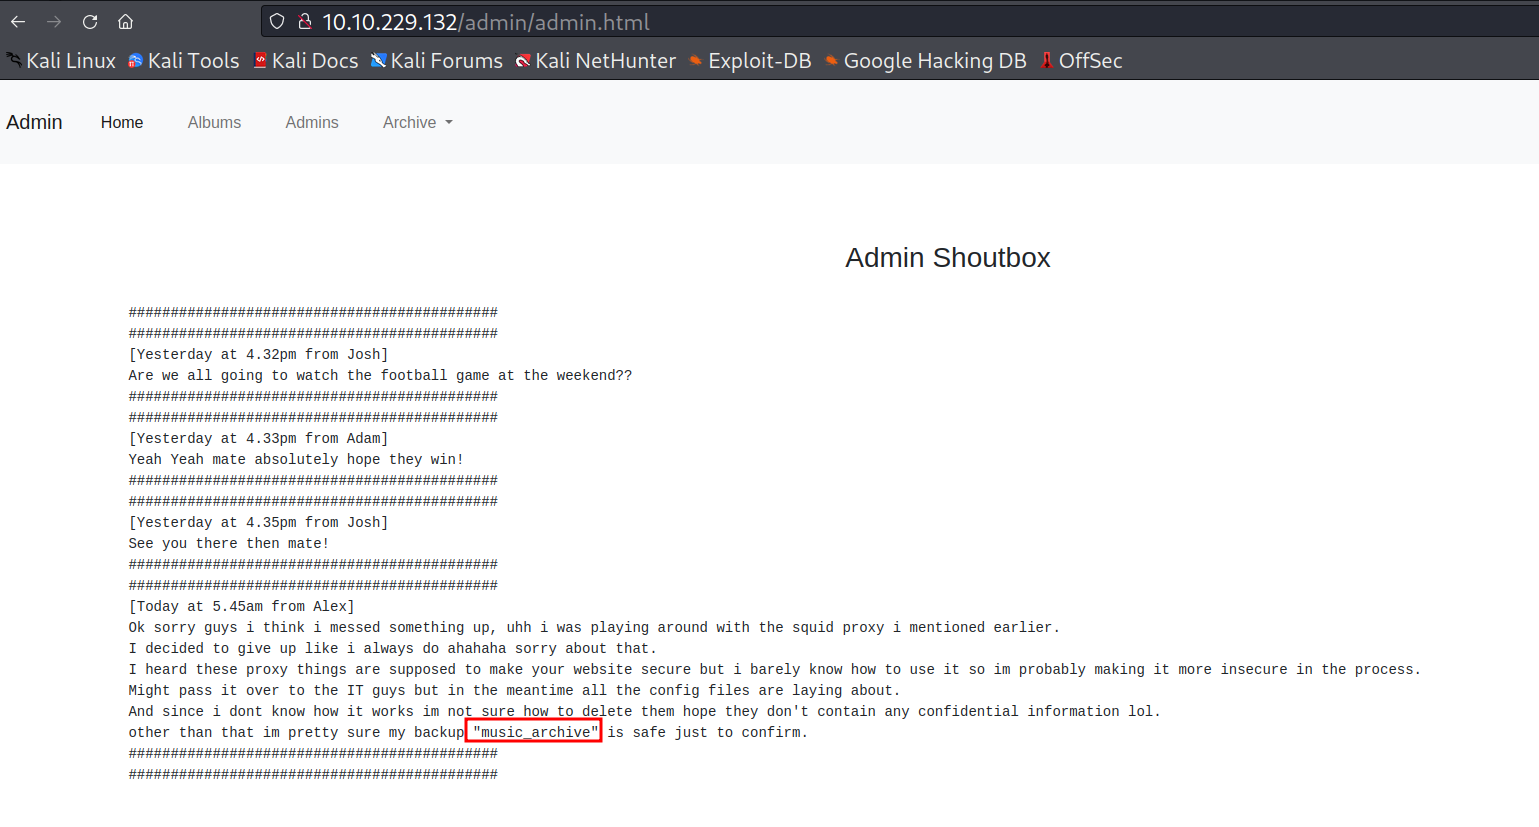 10.10.229.132/admin/admin.html
Kali Linux Kali Tools Kali Docs Kali Forums Kali NetHunter Exploit-DB Google Hacking DB OffSec
Admin Home Albums Admins Archive
Admin Shoutbox
############################################
############################################
[Yesterday at 4.32pm from Josh]
Are we all going to watch the football game at the weekend??
############################################
############################################
[Yesterday at 4.33pm from Adam]
Yeah Yeah mate absolutely hope they win!
############################################
############################################
[Yesterday at 4.35pm from Josh]
See you there then mate!
############################################
############################################
[Today at 5.45am from Alex]
Ok sorry guys i think i messed something up, uhh i was playing around with the squid proxy i mentioned earlier.
I decided to give up like i always do ahahaha sorry about that.
I heard these proxy things are supposed to make your website secure but i barely know how to use it so im probably making it more insecure in the process.
Might pass it over to the IT guys but in the meantime all the config files are laying about.
And since i dont know how it works im not sure how to delete them hope they don't contain any confidential information lol.
other than that im pretty sure my backup "music_archive" is safe just to confirm.
############################################
############################################